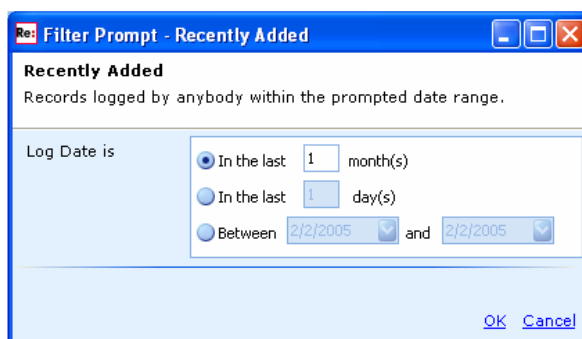 Re: Filter Prompt - Recently Added
Recently Added
Records logged by anybody within the prompted date range.
Log Date is
In the last 1 month(s)
In the last 1 day(s)
Between 2/2/2005 and 2/2/2005
OK Cancel